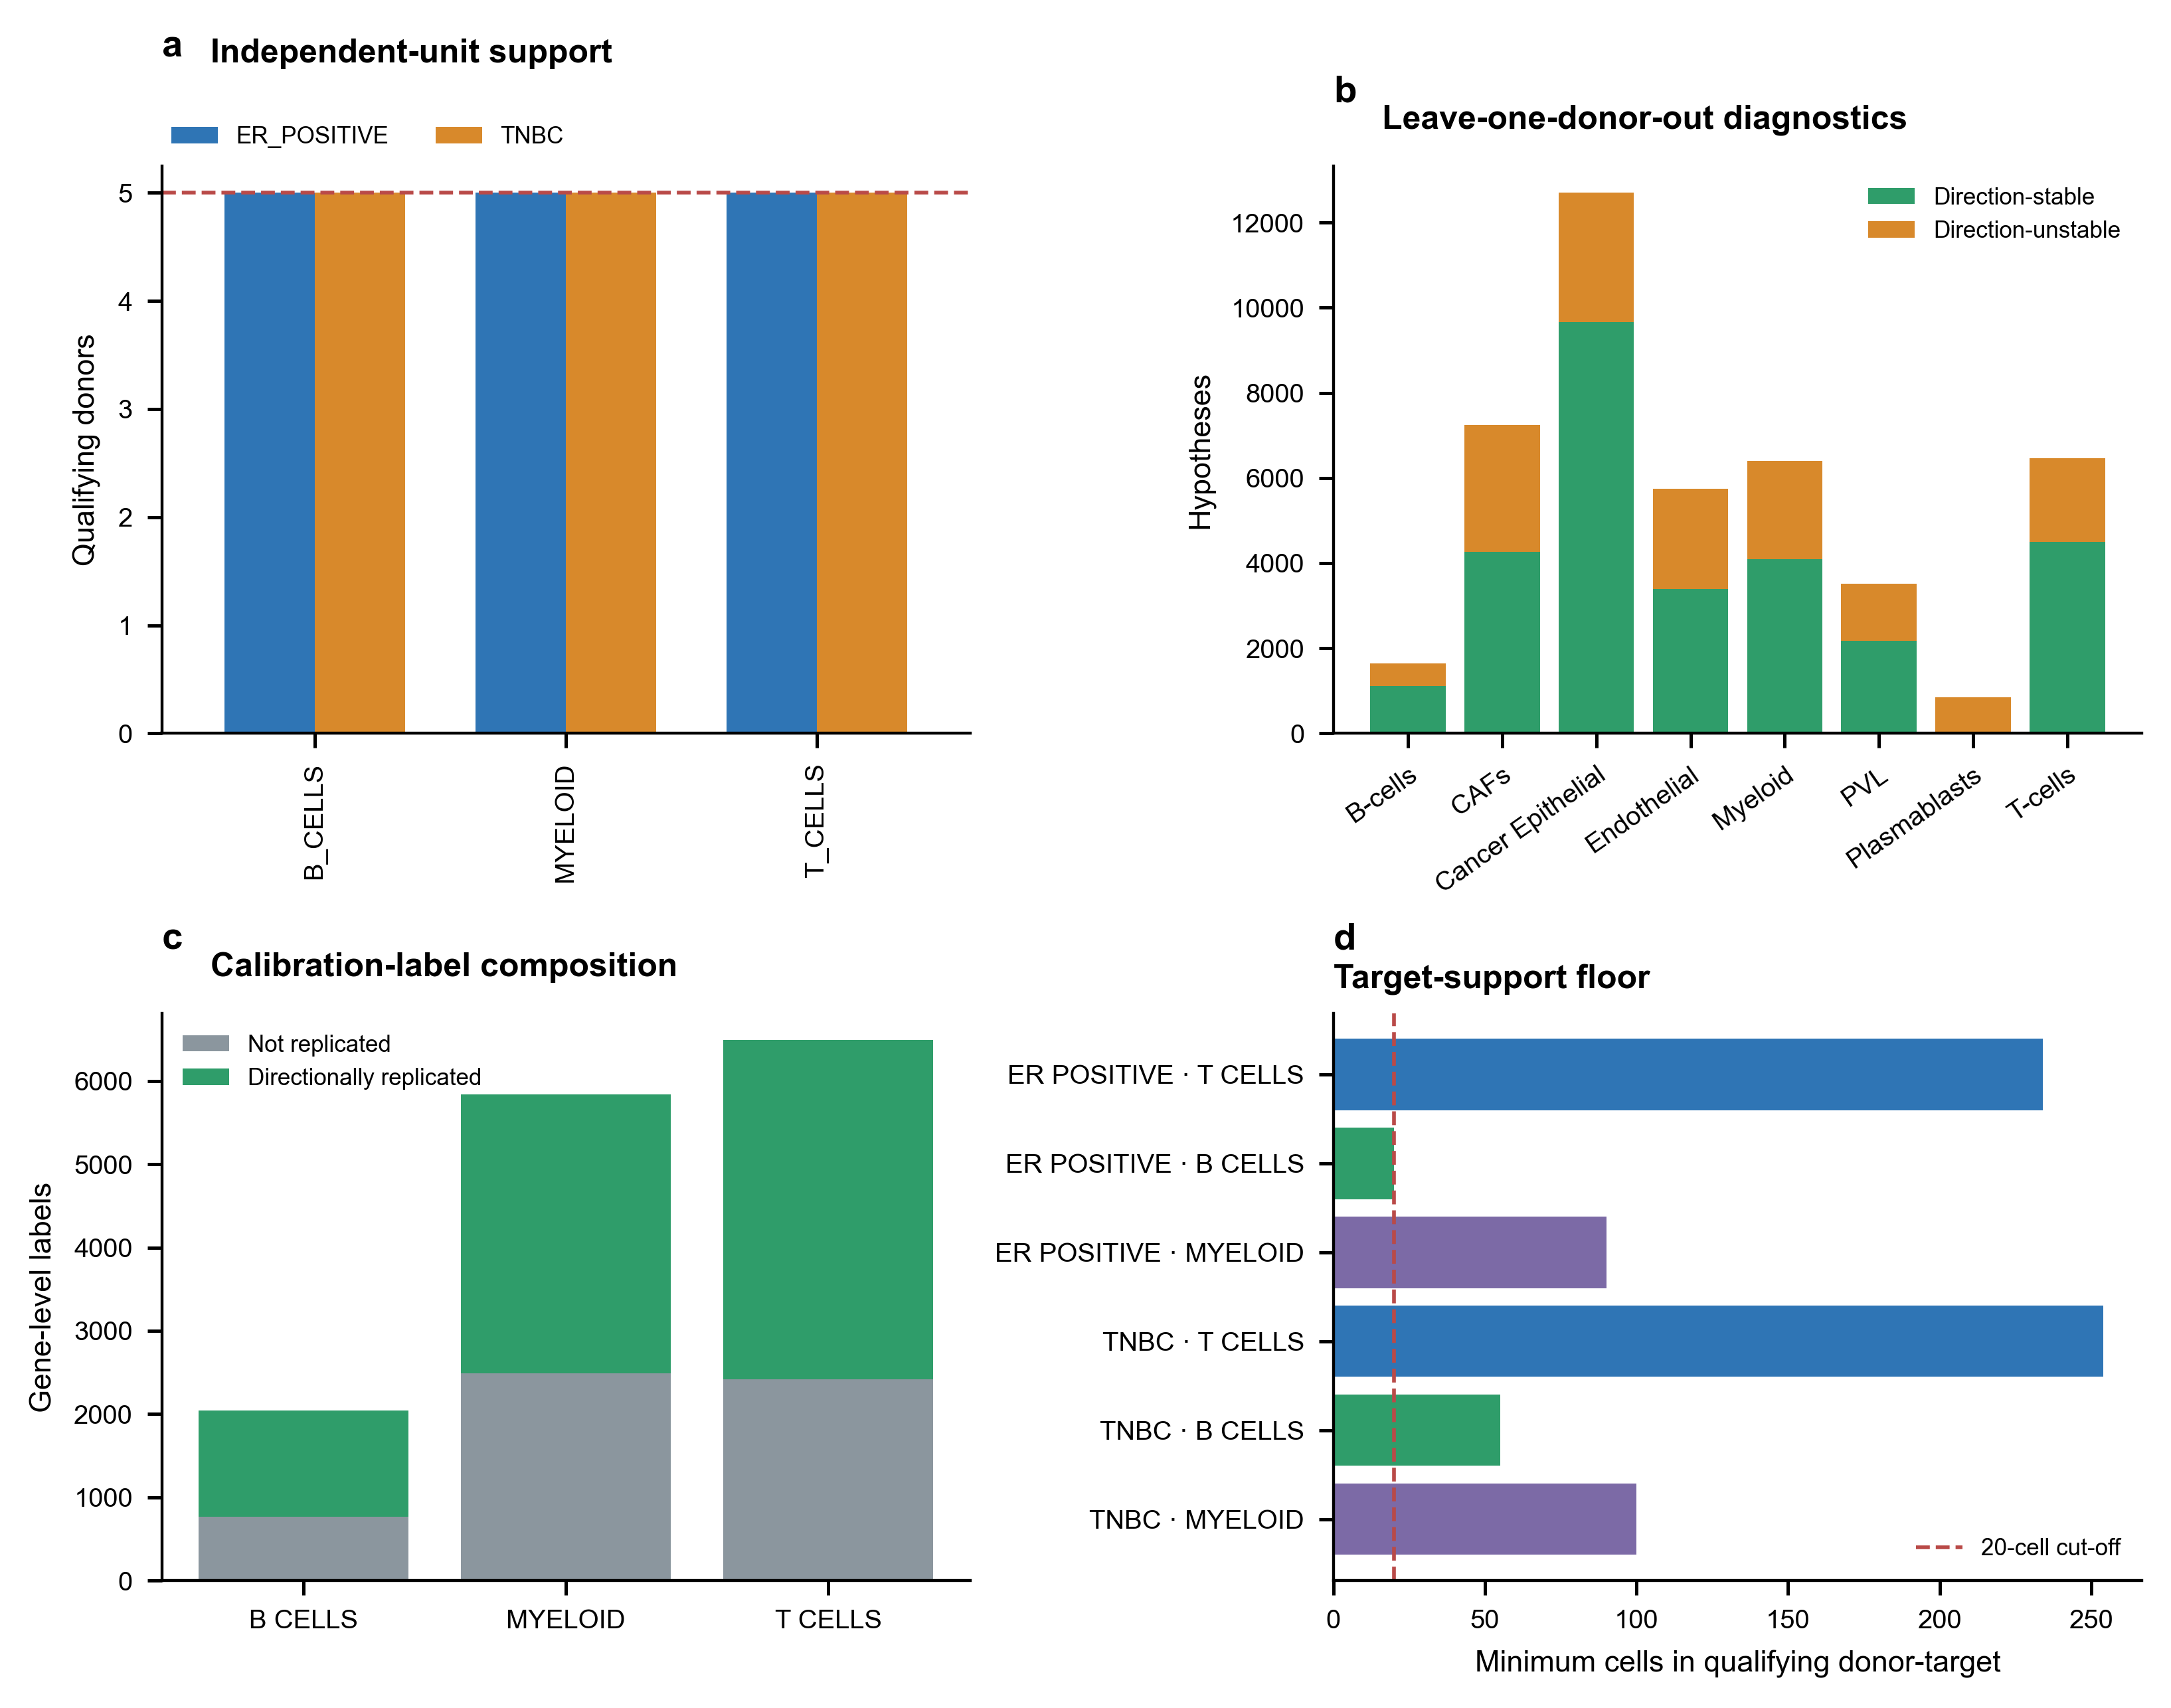 a Independent-unit support
ER_POSITIVE TNBC
5
4
3
2
1
0
Qualifying donors
B_CELLS
MYELOID
T_CELLS
b
Leave-one-donor-out diagnostics
Direction-stable
Direction-unstable
12000
10000
8000
6000
4000
2000
0
Hypotheses
B-cells
CAFs
Cancer Epithelial
Endothelial
Myeloid
PVL
Plasmablasts
T-cells
c
Calibration-label composition
Not replicated
Directionally replicated
6000
5000
4000
3000
2000
1000
0
Gene-level labels
B CELLS MYELOID T CELLS
d
Target-support floor
ER POSITIVE · T CELLS
ER POSITIVE · B CELLS
ER POSITIVE · MYELOID
TNBC · T CELLS
TNBC · B CELLS
TNBC · MYELOID
20-cell cut-off
0 50 100 150 200 250
Minimum cells in qualifying donor-target